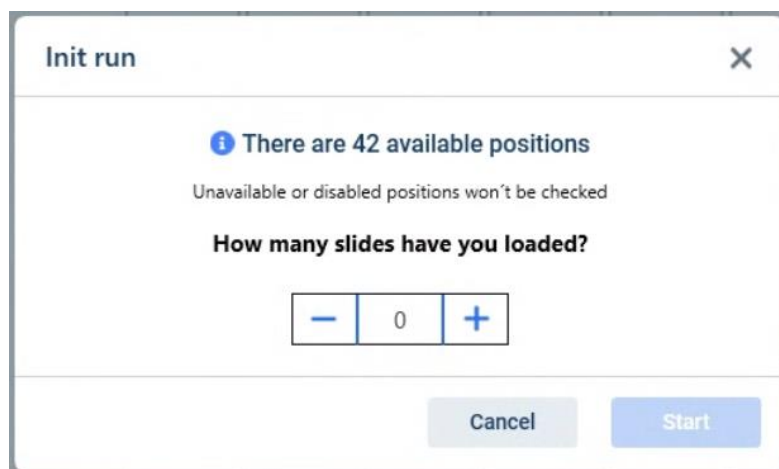 Init run
There are 42 available positions
Unavailable or disabled positions won´t be checked
How many slides have you loaded?
0
Cancel
Start